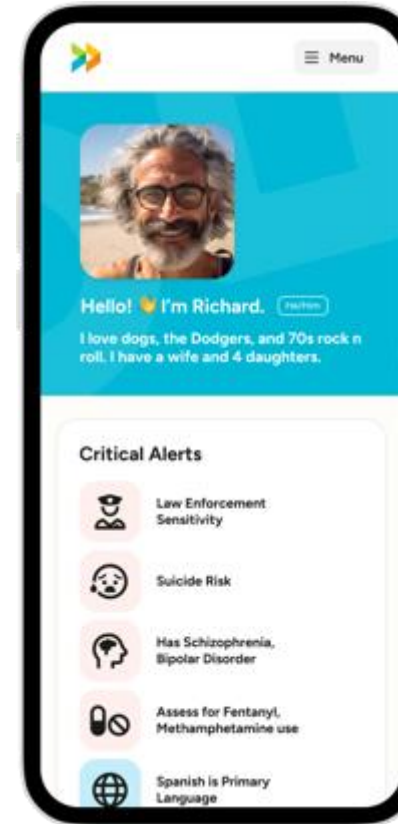 Menu
Hello! 👋 I'm Richard. he/him
I love dogs, the Dodgers, and 70s rock n
roll. I have a wife and 4 daughters.
Critical Alerts
Law Enforcement
Sensitivity
Suicide Risk
Has Schizophrenia,
Bipolar Disorder
Assess for Fentanyl,
Methamphetamine use
Spanish is Primary
Language